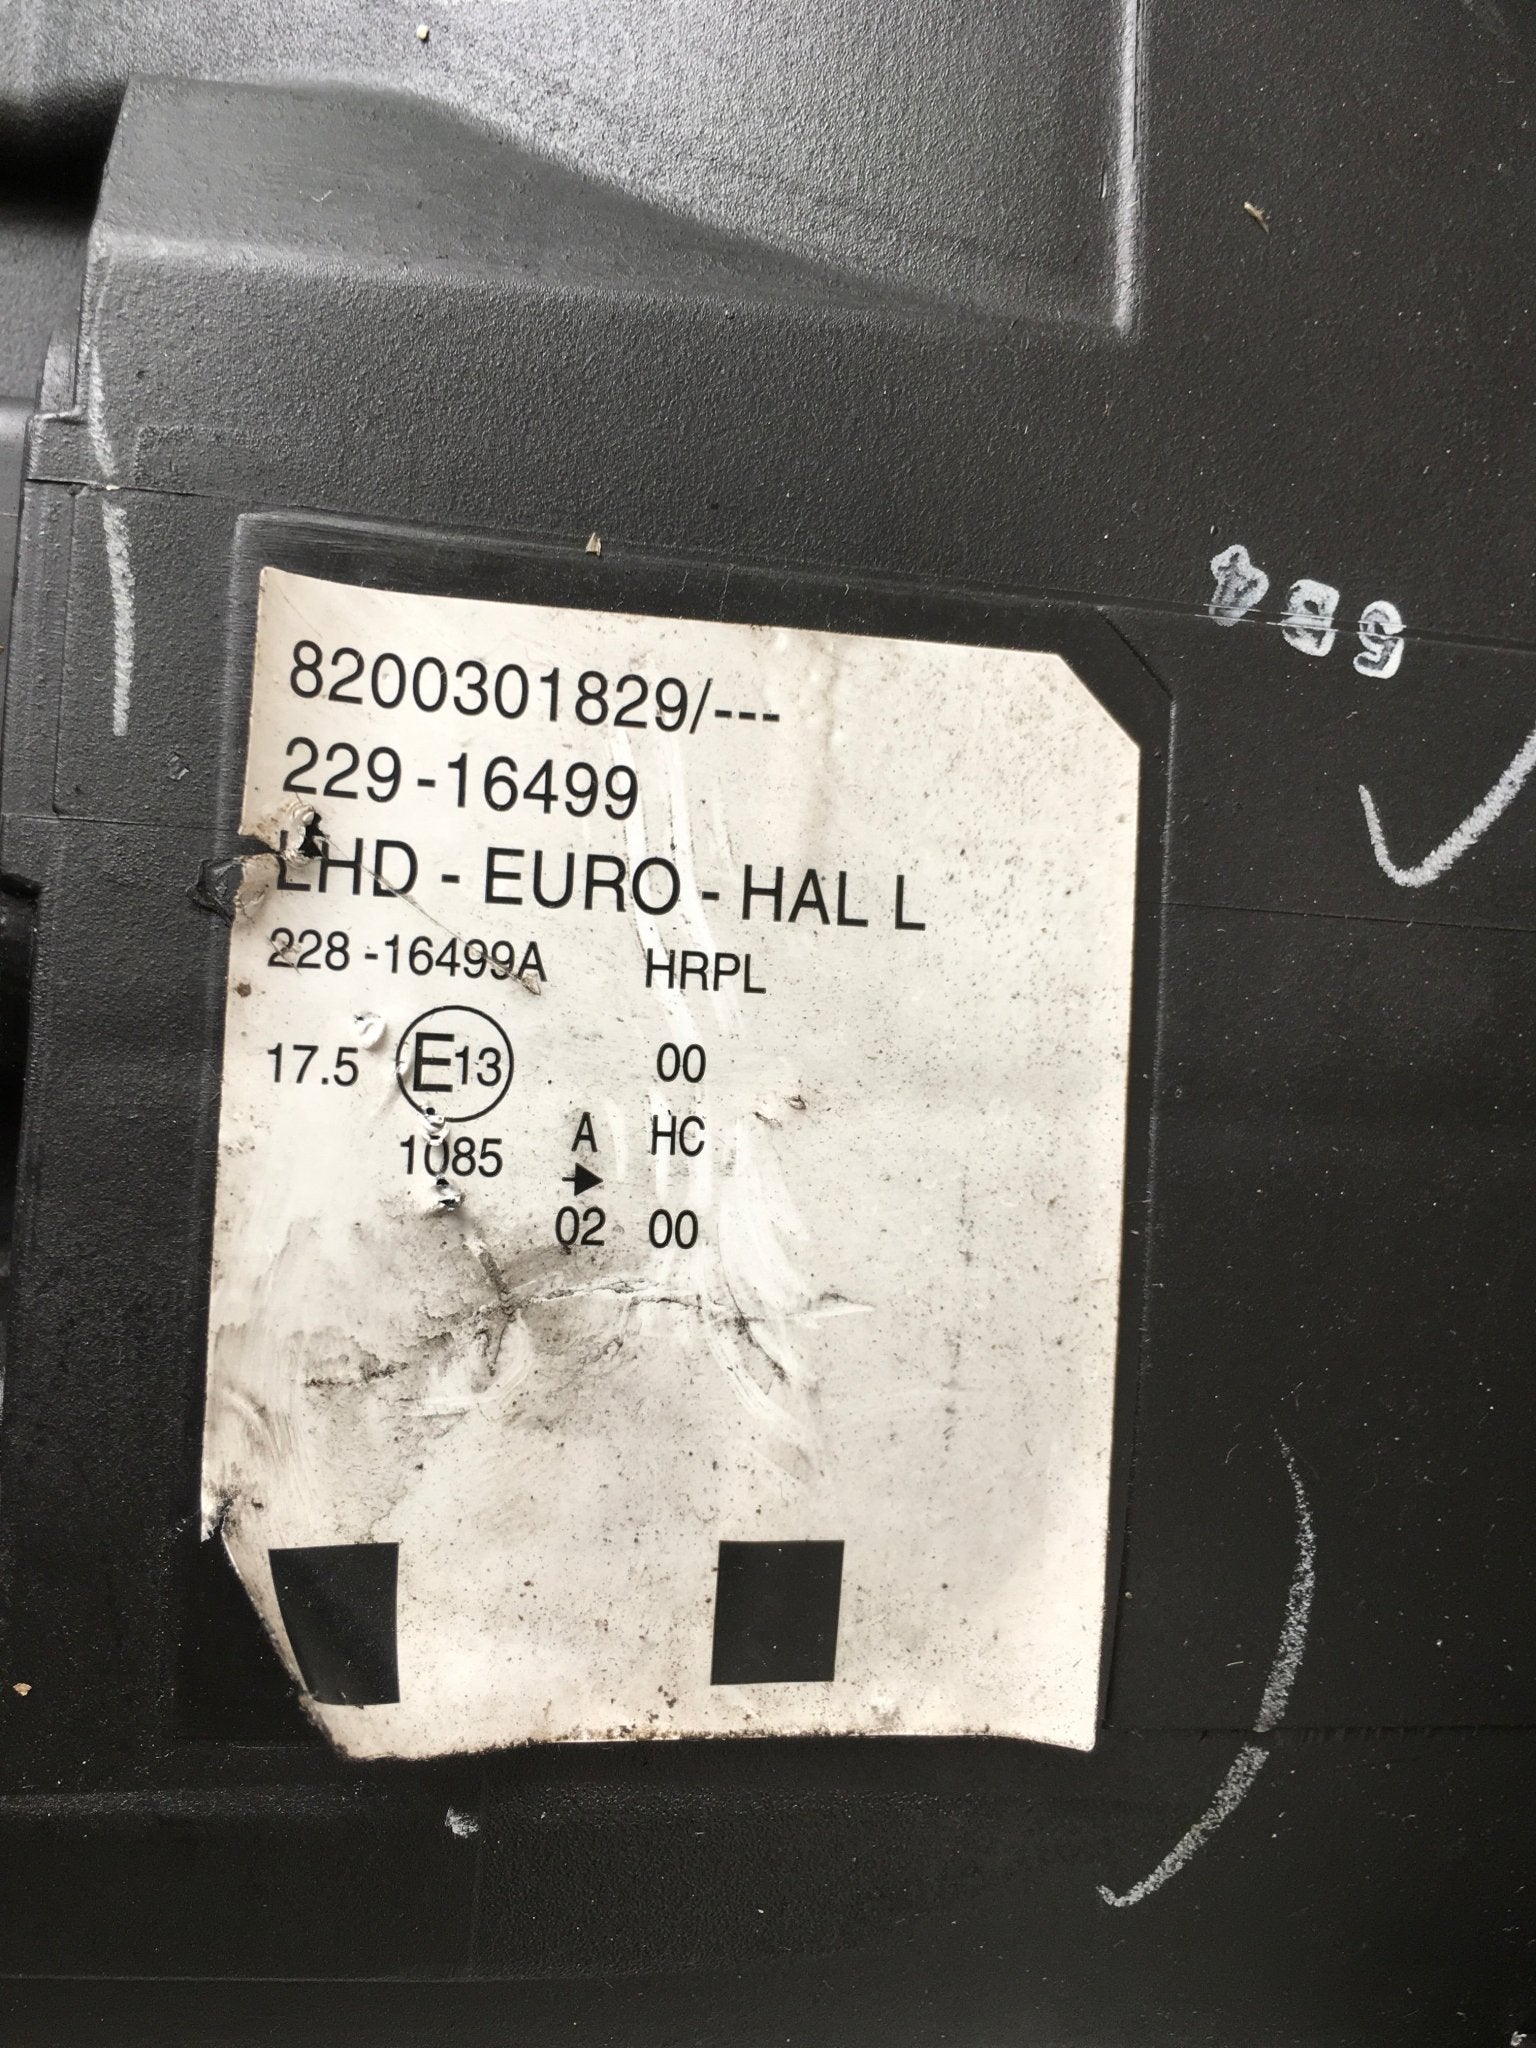 8200301829/---
229-16499
LHD - EURO - HAL L
228-16499A HRPL
17.5 E13 00
1085 A HC
02 00